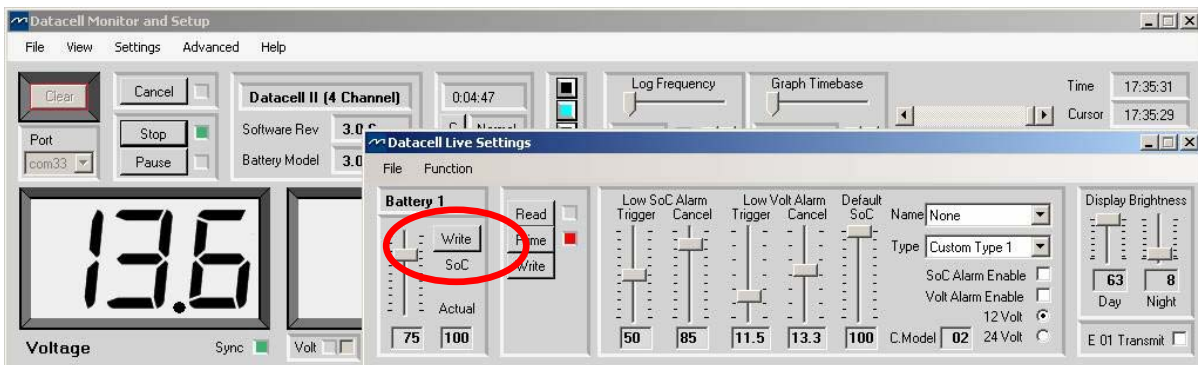 Datacell Monitor and Setup
File View Settings Advanced Help
Clear
Port
com33
Cancel
Stop
Pause
Datacell II (4 Channel)
Software Rev 3.0
Battery Model 3.0
0:04:47
Log Frequency
Graph Timebase
Time 17:35:31
Cursor 17:35:29
13.6
Voltage Sync Volt
Datacell Live Settings
File Function
Battery 1
Write
SoC
Actual
75 100
Read
Prime
Write
Low SoC Alarm
Trigger Cancel
50 85
Low Volt Alarm
Trigger Cancel
11.5 13.3
Default
SoC
100
Name None
Type Custom Type 1
SoC Alarm Enable
Volt Alarm Enable
12 Volt
C.Model 02 24 Volt
Display Brightness
63 8
Day Night
E 01 Transmit